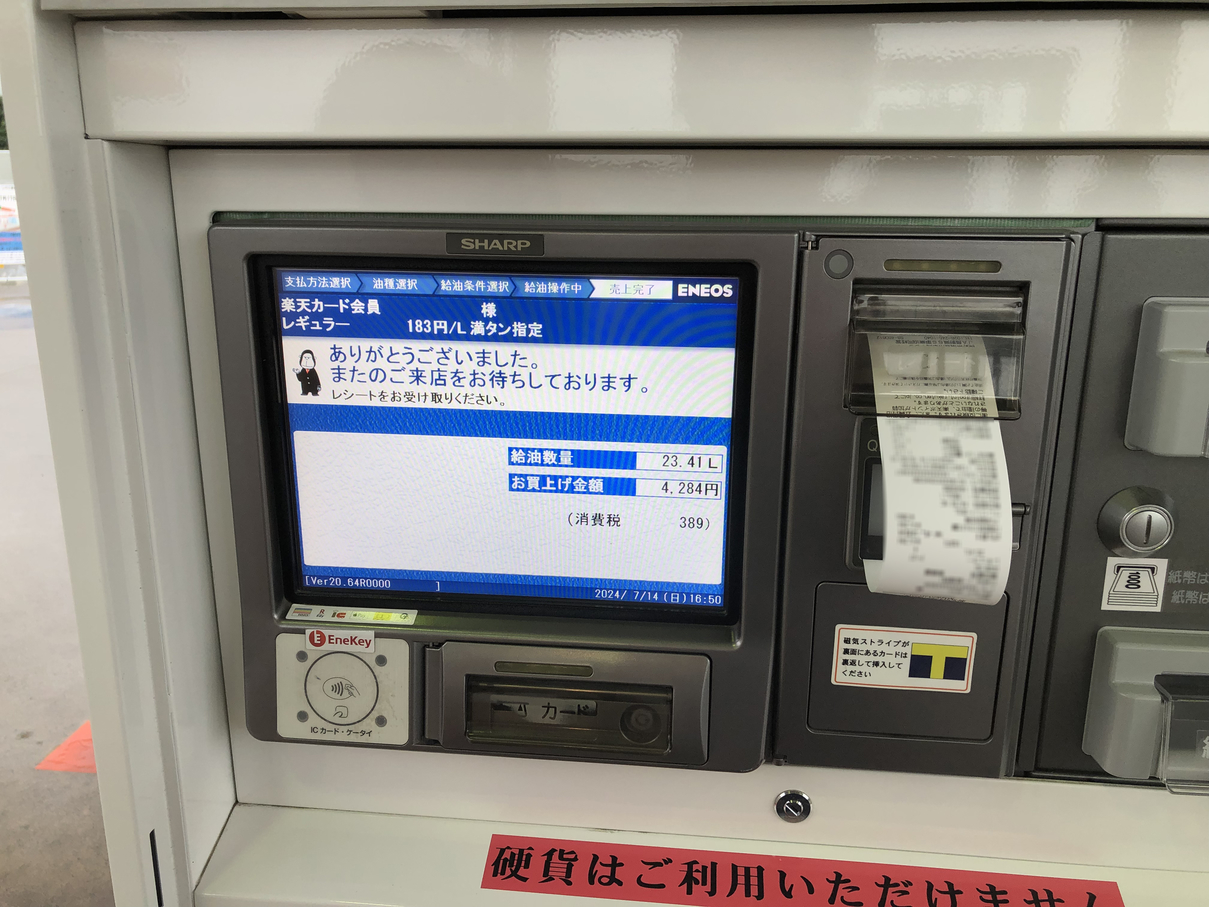 SHARP
支払方法選択 油種選択 給油条件選択 給油操作中 売上完了 ENEOS
楽天カード会員 様
レギュラー 183円/L 満タン指定
ありがとうございました。
またのご来店をお待ちしております。
レシートをお受け取りください。
給油数量 23.41L
お買上げ金額 4,284円
(消費税 389)
[Ver20.64R0000 ]
2024/ 7/14(日)16:50
EneKey
ICカード・ケータイ
カード
磁気ストライプが
裏面にあるカードは
裏返して挿入して
ください
紙幣は
紙幣は
硬貨はご利用いただけません